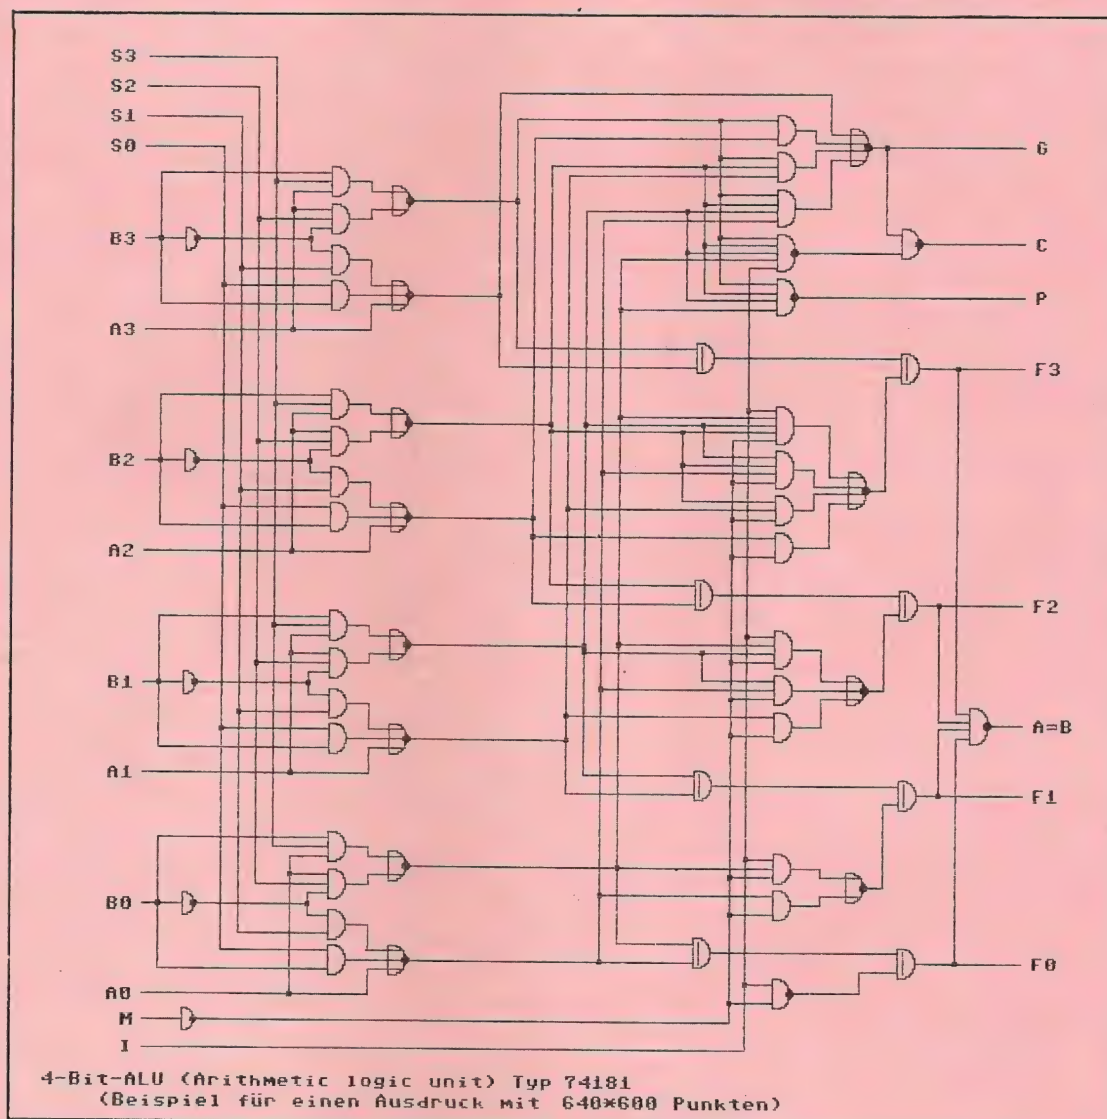 S3
S2
S1
S0
G
B3
C
P
A3
F3
B2
A2
F2
B1
A=B
A1
F1
B0
F0
A0
M
I
4-Bit-ALU (Arithmetic logic unit) Typ 74181
(Beispiel für einen Ausdruck mit 640*600 Punkten)